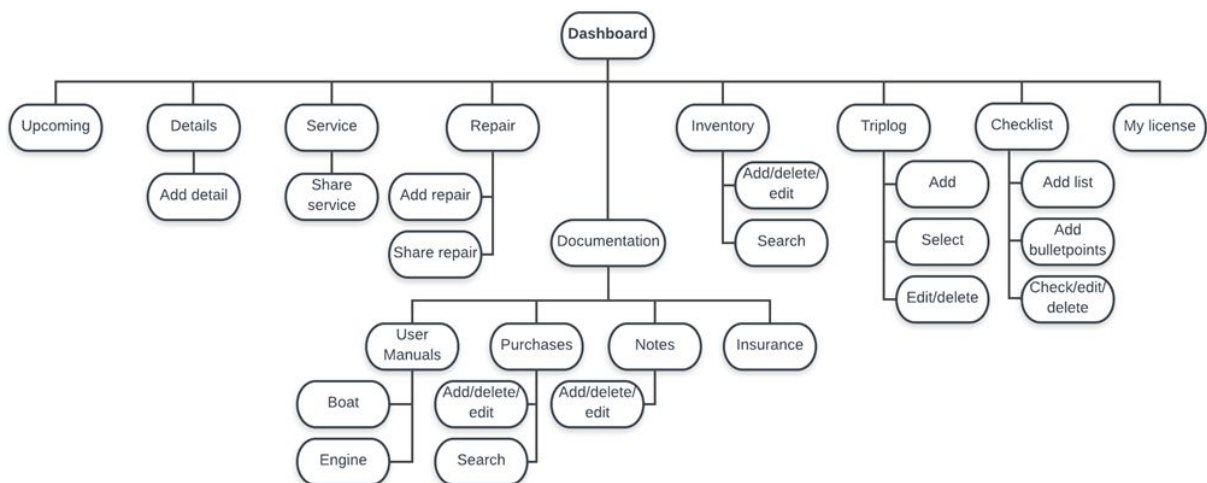 Dashboard
Upcoming
Details
Service
Repair
Inventory
Triplog
Checklist
My license
Add detail
Share
service
Add repair
Share repair
Documentation
Add/delete/
edit
Search
Add
Select
Edit/delete
Add list
Add
bulletpoints
Check/edit/
delete
User
Manuals
Purchases
Notes
Insurance
Boat
Engine
Add/delete/
edit
Search
Add/delete/
edit